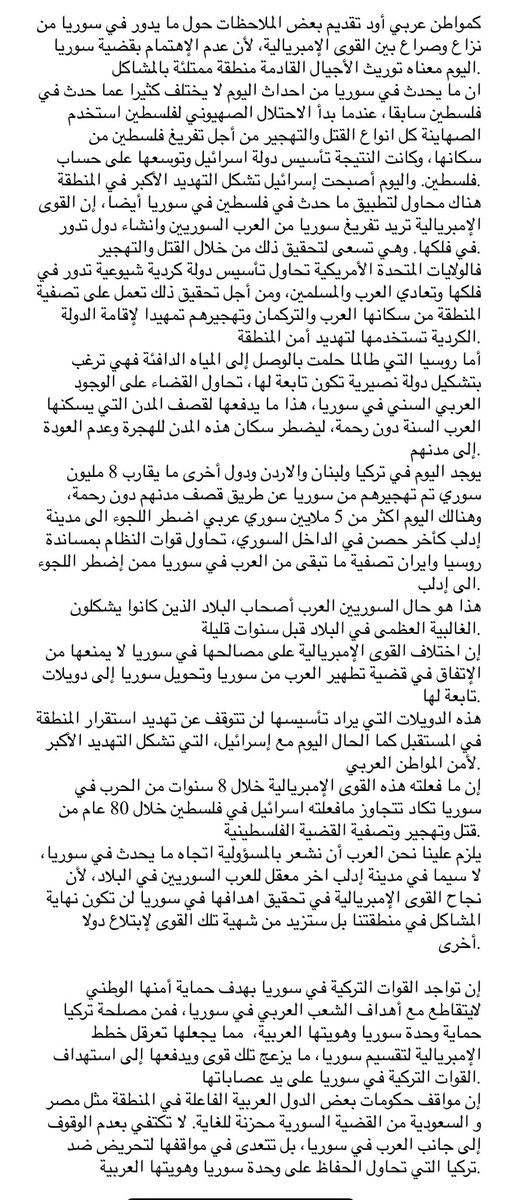 كمواطن عربي أود تقديم بعض الملاحظات حول ما يدور في سوريا من
نزاع وصراع بين القوى الإمبريالية، لأن عدم الإهتمام بقضية سوريا
اليوم معناه توريث الأجيال القادمة منطقة ممتلئة بالمشاكل.
ان ما يحدث في سوريا من احداث اليوم لا يختلف كثيرا عما حدث في
فلسطين سابقا، عندما بدأ الاحتلال الصهيوني لفلسطين استخدم
الصهاينة كل انواع القتل والتهجير من أجل تفريغ فلسطين من
سكانها، وكانت النتيجة تأسيس دولة اسرائيل وتوسعها على حساب
فلسطين. واليوم أصبحت إسرائيل تشكل التهديد الأكبر في المنطقة.
هناك محاول لتطبيق ما حدث في فلسطين في سوريا أيضا، إن القوى
الإمبريالية تريد تفريغ سوريا من العرب السوريين وانشاء دول تدور
في فلكها. وهي تسعى لتحقيق ذلك من خلال القتل والتهجير.
فالولايات المتحدة الأمريكية تحاول تأسيس دولة كردية شيوعية تدور في
فلكها وتعادي العرب والمسلمين، ومن أجل تحقيق ذلك تعمل على تصفية
المنطقة من سكانها العرب والتركمان وتهجيرهم تمهيدا لإقامة الدولة
الكردية تستخدمها لتهديد أمن المنطقة.
أما روسيا التي طالما حلمت بالوصل إلى المياه الدافئة فهي ترغب
بتشكيل دولة نصيرية تكون تابعة لها، تحاول القضاء على الوجود
العربي السني في سوريا، هذا ما يدفعها لقصف المدن التي يسكنها
العرب السنة دون رحمة، ليضطر سكان هذه المدن للهجرة وعدم العودة
إلى مدنهم.
يوجد اليوم في تركيا ولبنان والاردن ودول أخرى ما يقارب 8 مليون
سوري تم تهجيرهم من سوريا عن طريق قصف مدنهم دون رحمة،
وهنالك اليوم اكثر من 5 ملايين سوري عربي اضطر اللجوء الى مدينة
إدلب كأخر حصن في الداخل السوري، تحاول قوات النظام بمساندة
روسيا وايران تصفية ما تبقى من العرب في سوريا ممن إضطر اللجوء
الى إدلب.
هذا هو حال السوريين العرب أصحاب البلاد الذين كانوا يشكلون
الغالبية العظمى في البلاد قبل سنوات قليلة.
إن اختلاف القوى الإمبريالية على مصالحها في سوريا لا يمنعها من
الإتفاق في قضية تطهير العرب من سوريا وتحويل سوريا إلى دويلات
تابعة لها.
هذه الدويلات التي يراد تأسيسها لن تتوقف عن تهديد استقرار المنطقة
في المستقبل كما الحال اليوم مع إسرائيل، التي تشكل التهديد الأكبر
لأمن المواطن العربي.
إن ما فعلته هذه القوى الإمبريالية خلال 8 سنوات من الحرب في
سوريا تكاد تتجاوز مافعلته اسرائيل في فلسطين خلال 80 عام من
قتل وتهجير وتصفية القضية الفلسطينية.
يلزم علينا نحن العرب أن نشعر بالمسؤولية اتجاه ما يحدث في سوريا،
لا سيما في مدينة إدلب اخر معقل للعرب السوريين في البلاد، لأن
نجاح القوى الإمبريالية في تحقيق اهدافها في سوريا لن تكون نهاية
المشاكل في منطقتنا بل ستزيد من شهية تلك القوى لإبتلاع دولا
أخرى.
إن تواجد القوات التركية في سوريا بهدف حماية أمنها الوطني
لايتقاطع مع أهداف الشعب العربي في سوريا، فمن مصلحة تركيا
حماية وحدة سوريا وهويتها العربية، مما يجعلها تعرقل خطط
الإمبريالية لتقسيم سوريا، ما يزعج تلك قوى ويدفعها إلى استهداف
القوات التركية في سوريا على يد عصاباتها.
إن مواقف حكومات بعض الدول العربية الفاعلة في المنطقة مثل مصر
و السعودية من القضية السورية محزنة للغاية. لا تكتفي بعدم الوقوف
إلى جانب العرب في سوريا، بل تتعدى في مواقفها لتحريض ضد
تركيا التي تحاول الحفاظ على وحدة سوريا وهويتها العربية.